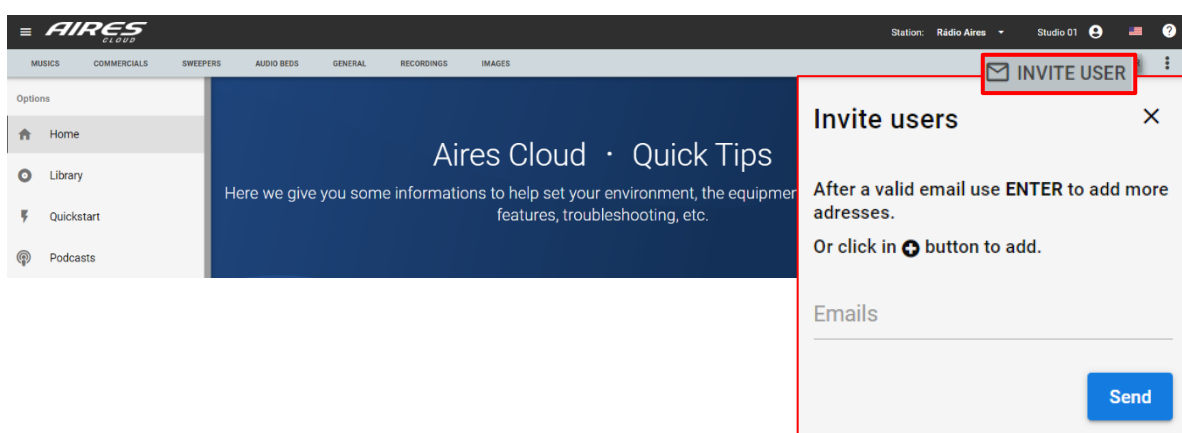 AIRES
CLOUD
Station: Rádio Aires Studio 01
MUSICS COMMERCIALS SWEEPERS AUDIO BEDS GENERAL RECORDINGS IMAGES
INVITE USER
Options
Home
Library
Quickstart
Podcasts
Aires Cloud · Quick Tips
Here we give you some informations to help set your environment, the equipmen
features, troubleshooting, etc.
Invite users
After a valid email use ENTER to add more
adresses.
Or click in button to add.
Emails
Send